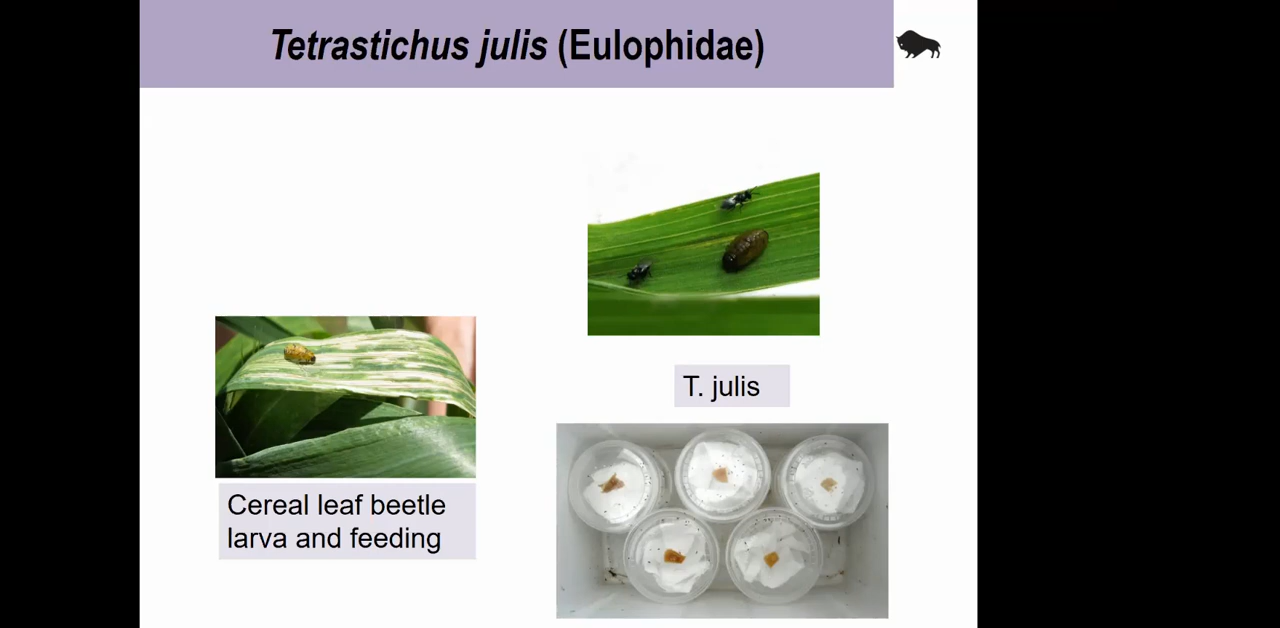 Tetrastichus julis (Eulophidae)
T. julis
Cereal leaf beetle
larva and feeding